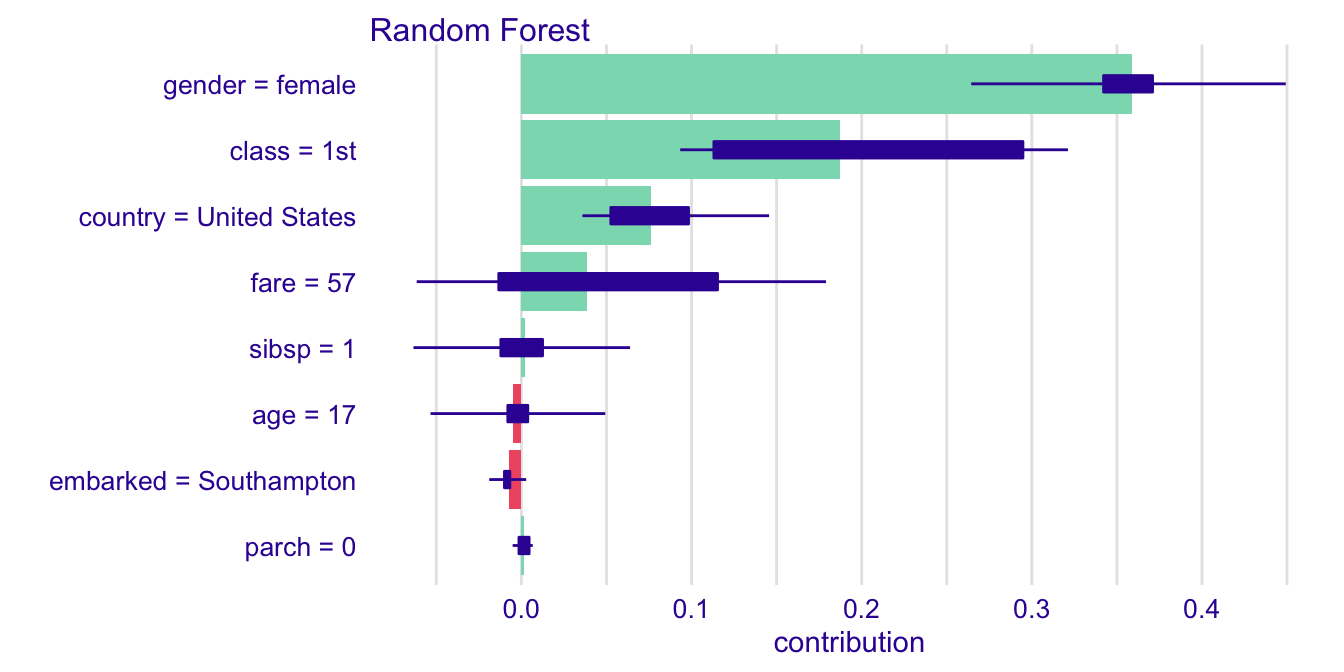 Random Forest
gender = female
class = 1st
country = United States
fare = 57
sibsp = 1
age = 17
embarked = Southampton
parch = 0
0.0 0.1 0.2 0.3 0.4
contribution